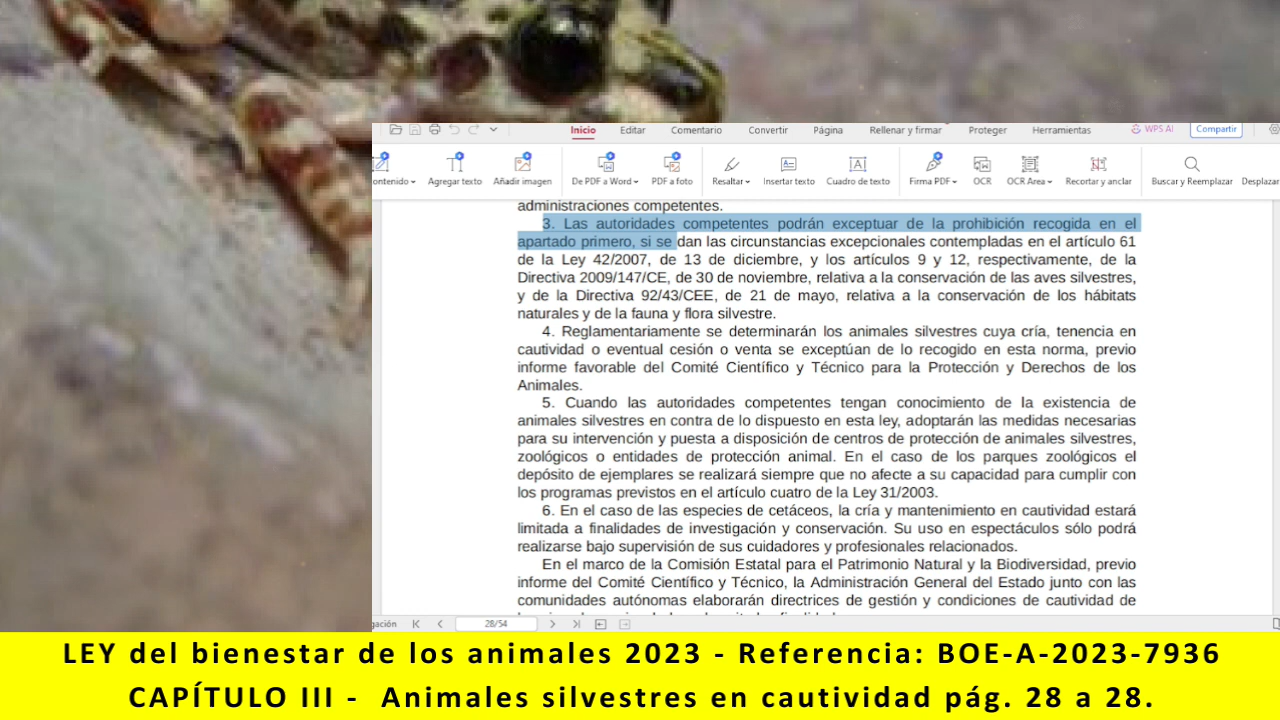 Inicio Editar Comentario Convertir Página Rellenar y firmar Proteger Herramientas WPS AI Compartir
ontenido Agregar texto Añadir imagen De PDF a Word PDF a foto Resaltar Insertar texto Cuadro de texto Firma PDF OCR OCR Area Recortar y anclar Buscar y Reemplazar Desplazar
administraciones competentes.
3. Las autoridades competentes podrán exceptuar de la prohibición recogida en el
apartado primero, si se dan las circunstancias excepcionales contempladas en el artículo 61
de la Ley 42/2007, de 13 de diciembre, y los artículos 9 y 12, respectivamente, de la
Directiva 2009/147/CE, de 30 de noviembre, relativa a la conservación de las aves silvestres,
y de la Directiva 92/43/CEE, de 21 de mayo, relativa a la conservación de los hábitats
naturales y de la fauna y flora silvestre.
4. Reglamentariamente se determinarán los animales silvestres cuya cría, tenencia en
cautividad o eventual cesión o venta se exceptúan de lo recogido en esta norma, previo
informe favorable del Comité Científico y Técnico para la Protección y Derechos de los
Animales.
5. Cuando las autoridades competentes tengan conocimiento de la existencia de
animales silvestres en contra de lo dispuesto en esta ley, adoptarán las medidas necesarias
para su intervención y puesta a disposición de centros de protección de animales silvestres,
zoológicos o entidades de protección animal. En el caso de los parques zoológicos el
depósito de ejemplares se realizará siempre que no afecte a su capacidad para cumplir con
los programas previstos en el artículo cuatro de la Ley 31/2003.
6. En el caso de las especies de cetáceos, la cría y mantenimiento en cautividad estará
limitada a finalidades de investigación y conservación. Su uso en espectáculos sólo podrá
realizarse bajo supervisión de sus cuidadores y profesionales relacionados.
En el marco de la Comisión Estatal para el Patrimonio Natural y la Biodiversidad, previo
informe del Comité Científico y Técnico, la Administración General del Estado junto con las
comunidades autónomas elaborarán directrices de gestión y condiciones de cautividad de
gación 28/54
LEY del bienestar de los animales 2023 - Referencia: BOE-A-2023-7936
CAPÍTULO III - Animales silvestres en cautividad pág. 28 a 28.